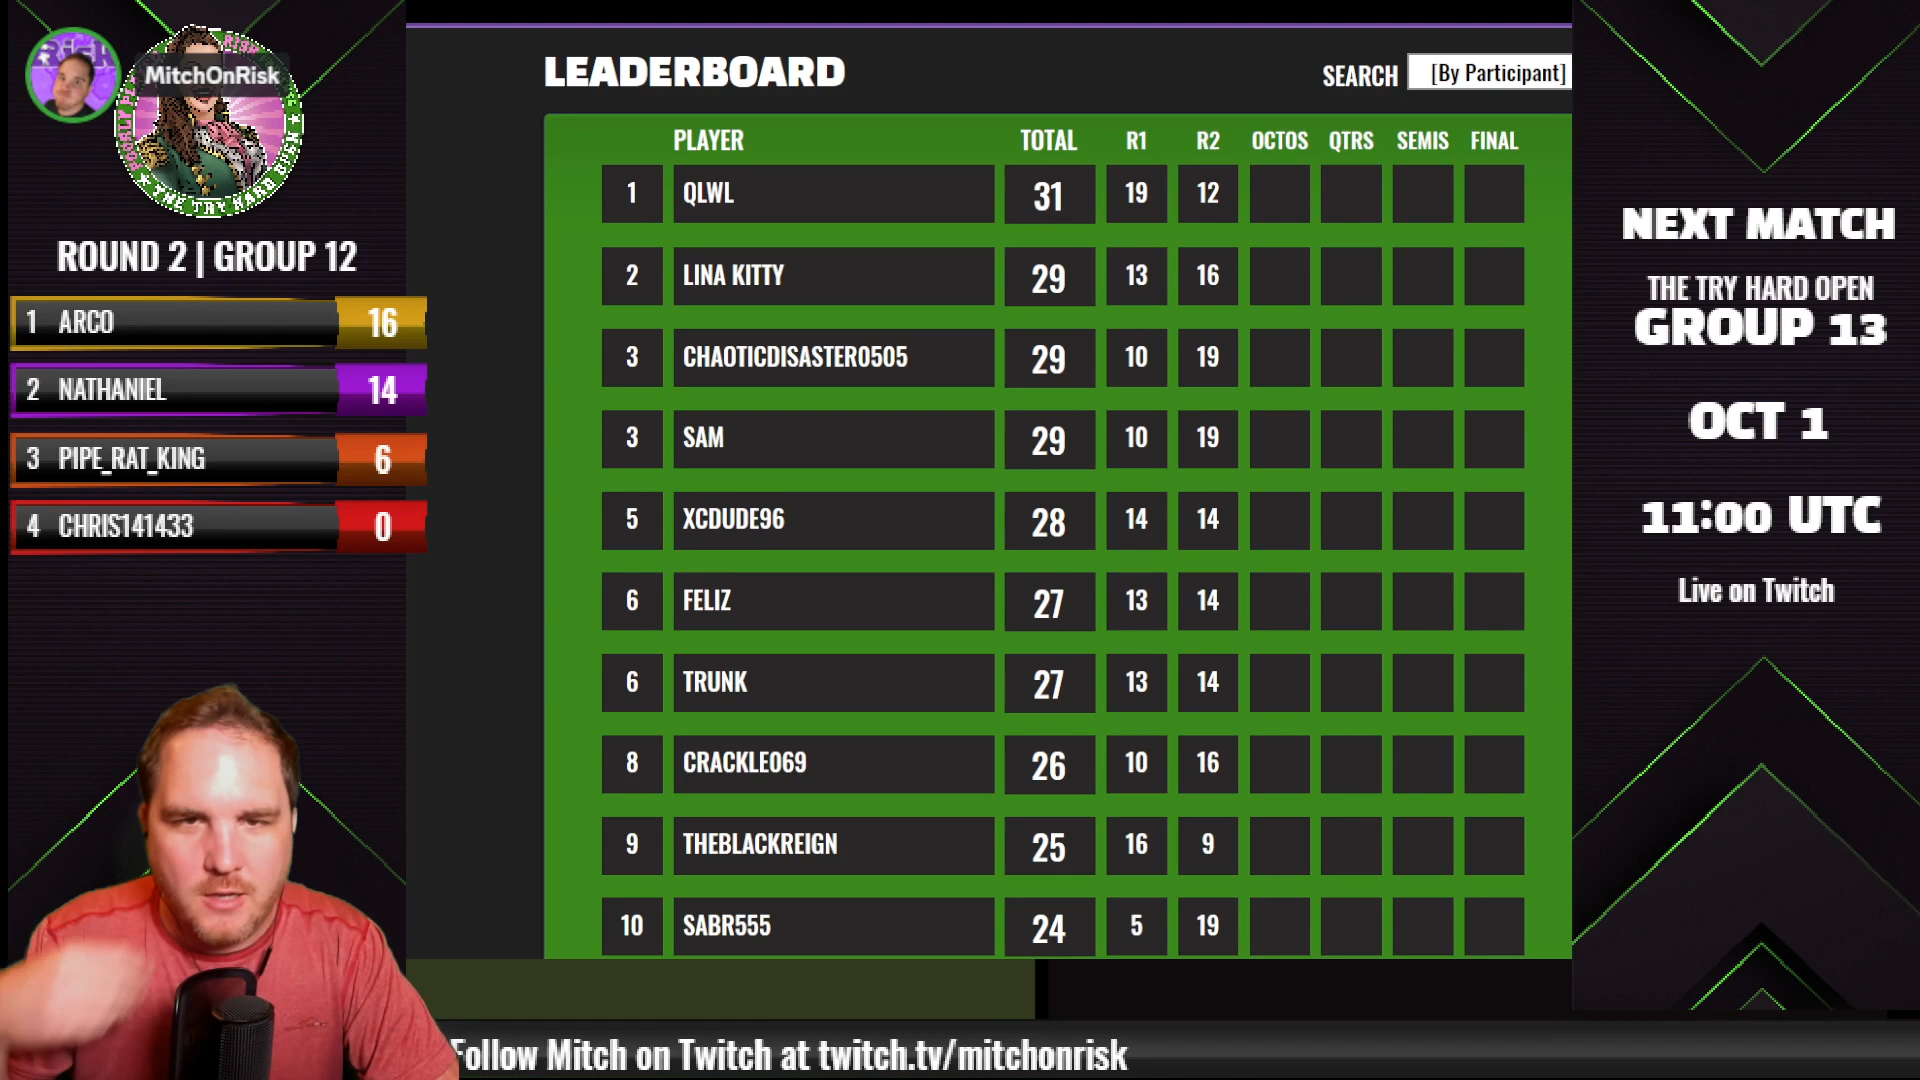 MitchOnRisk
THE TRY HARD OPEN
ROUND 2 | GROUP 12
1 ARCO 16
2 NATHANIEL 14
3 PIPE_RAT_KING 6
4 CHRIS141433 0
LEADERBOARD
SEARCH [By Participant]
PLAYER TOTAL R1 R2 OCTOS QTRS SEMIS FINAL
1 QLWL 31 19 12
2 LINA KITTY 29 13 16
3 CHAOTICDISASTER0505 29 10 19
3 SAM 29 10 19
5 XCDUDE96 28 14 14
6 FELIZ 27 13 14
6 TRUNK 27 13 14
8 CRACKLE069 26 10 16
9 THEBLACKREIGN 25 16 9
10 SABR555 24 5 19
NEXT MATCH
THE TRY HARD OPEN
GROUP 13
OCT 1
11:00 UTC
Live on Twitch
Follow Mitch on Twitch at twitch.tv/mitchonrisk